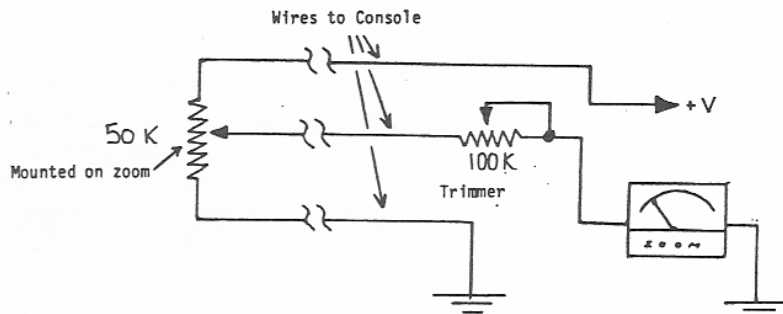 Wires to Console
+V
50 K
Mounted on zoom
100K
Trimmer
ZOOM